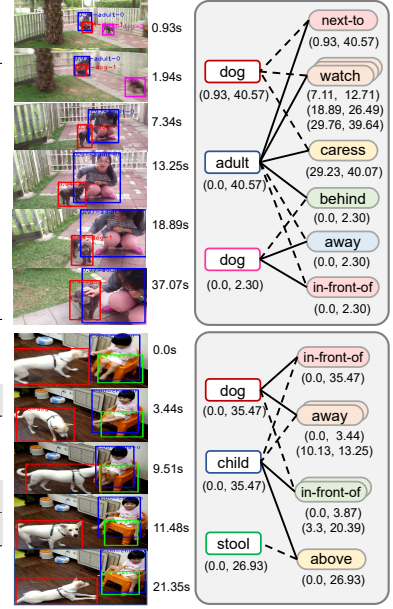 adult-0
dog-1
0.93s
1.94s
7.34s
13.25s
18.89s
37.07s
dog
(0.93, 40.57)
adult
(0.0, 40.57)
dog
(0.0, 2.30)
next-to
(0.93, 40.57)
watch
(7.11, 12.71)
(18.89, 26.49)
(29.76, 39.64)
caress
(29.23, 40.07)
behind
(0.0, 2.30)
away
(0.0, 2.30)
in-front-of
(0.0, 2.30)
0.0s
3.44s
9.51s
11.48s
21.35s
dog
(0.0, 35.47)
child
(0.0, 35.47)
stool
(0.0, 26.93)
in-front-of
(0.0, 35.47)
away
(0.0, 3.44)
(10.13, 13.25)
in-front-of
(0.0, 3.87)
(3.3, 20.39)
above
(0.0, 26.93)